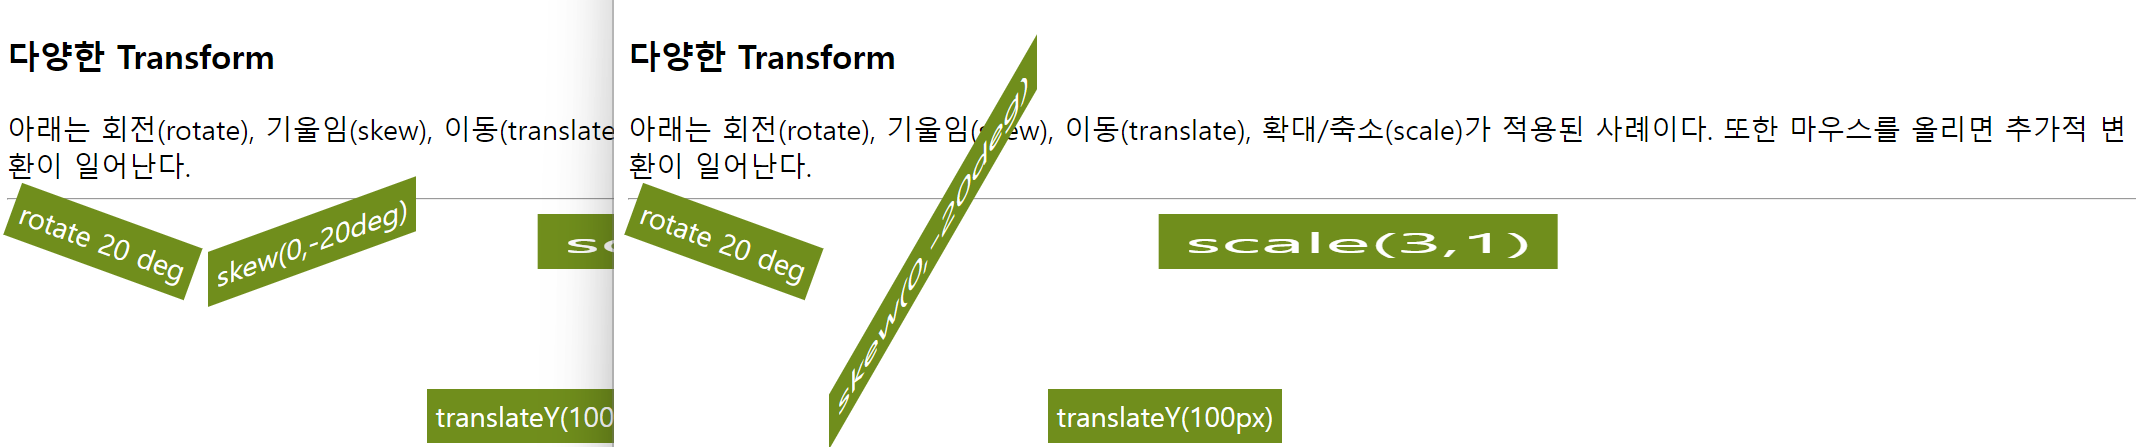 다양한 Transform
아래는 회전(rotate), 기울임(skew), 이동(translate
환이 일어난다.
rotate 20 deg
skew(0,-20deg)
sc
translateY(100
다양한 Transform
아래는 회전(rotate), 기울임(skew), 이동(translate), 확대/축소(scale)가 적용된 사례이다. 또한 마우스를 올리면 추가적 변
환이 일어난다.
rotate 20 deg
skew(0,-20deg)
scale(3,1)
translateY(100px)